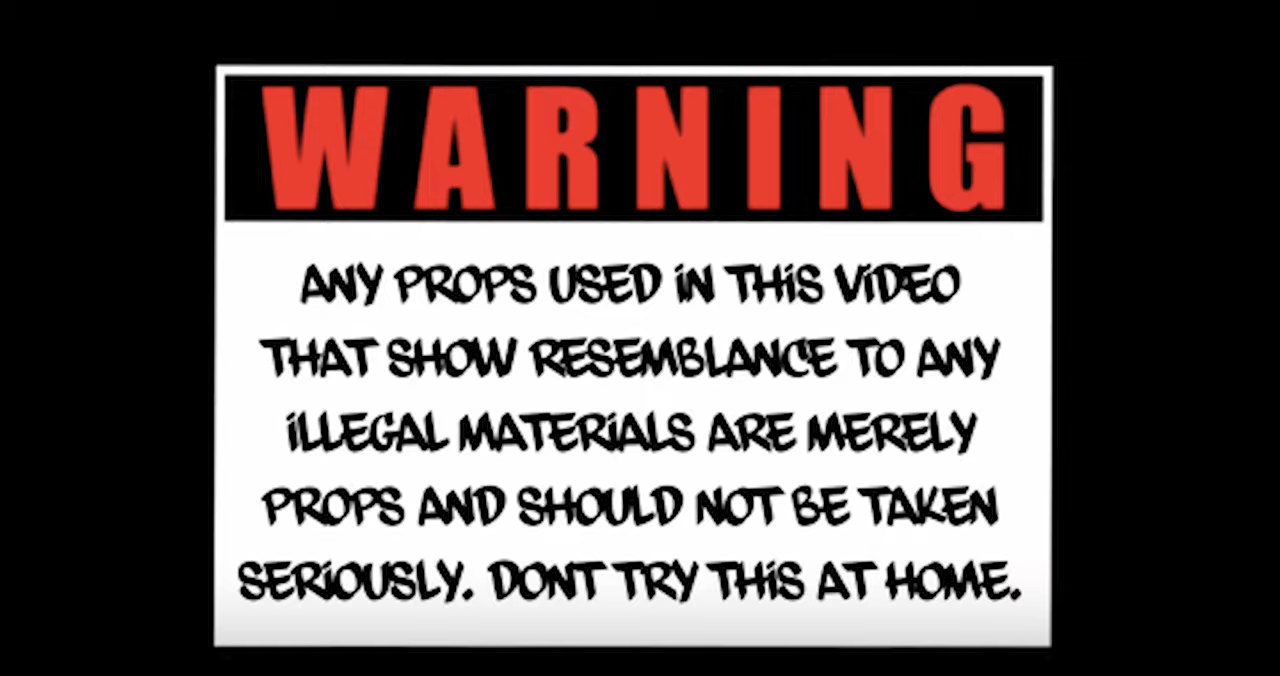 WARNING
ANY PROPS USED iN THiS ViDEO
THAT SHOW RESEMBLANCE TO ANY
iLLEGAL MATERiALS ARE MERELY
PROPS AND SHOULD NOT BE TAKEN
SERiOUSLY. DONT TRY THiS AT HOME.